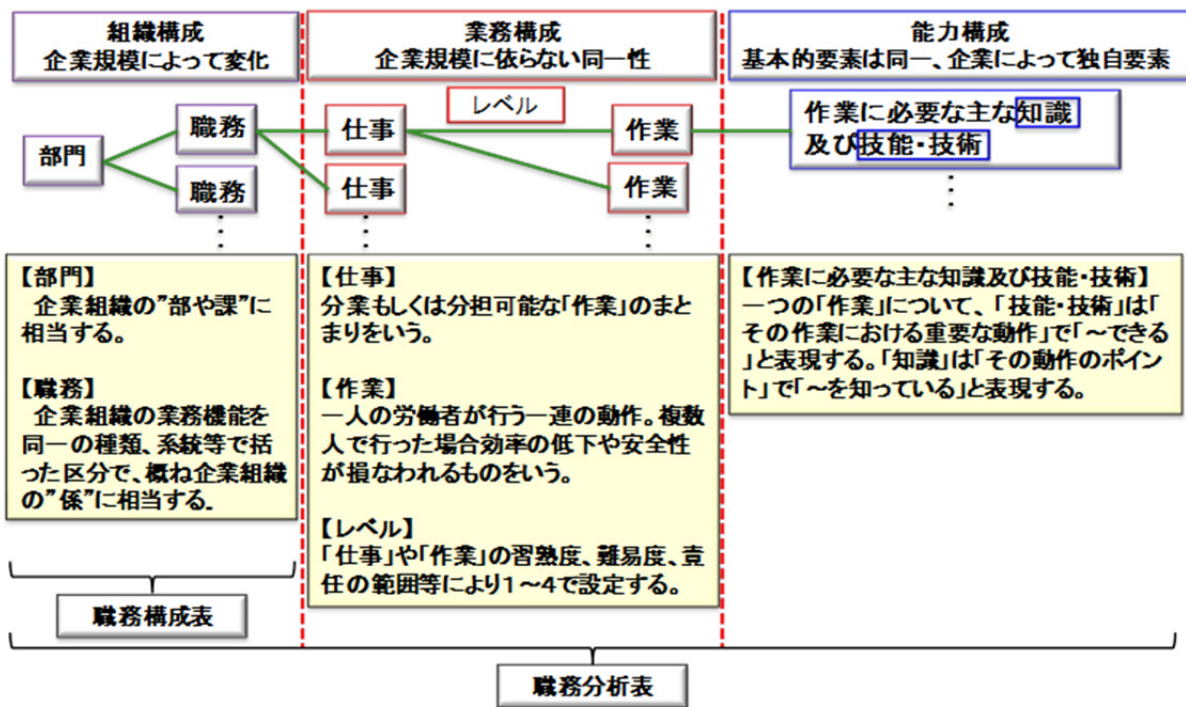 組織構成
企業規模によって変化
業務構成
企業規模に依らない同一性
能力構成
基本的要素は同一、企業によって独自要素
部門
職務
職務
レベル
仕事
仕事
作業
作業
作業に必要な主な知識
及び技能・技術
【部門】
企業組織の”部や課”に
相当する。
【職務】
企業組織の業務機能を
同一の種類、系統等で括
った区分で、概ね企業組織
の”係”に相当する.
【仕事】
分業もしくは分担可能な「作業」のまと
まりをいう。
【作業】
一人の労働者が行う一連の動作。複数
人で行った場合効率の低下や安全性
が損なわれるものをいう。
【レベル】
「仕事」や「作業」の習熟度、難易度、責
任の範囲等により１～４で設定する。
【作業に必要な主な知識及び技能・技術】
一つの「作業」について、「技能・技術」は「
その作業における重要な動作」で「～できる
」と表現する。「知識」は「その動作のポイン
ト」で「～を知っている」と表現する。
職務構成表
職務分析表